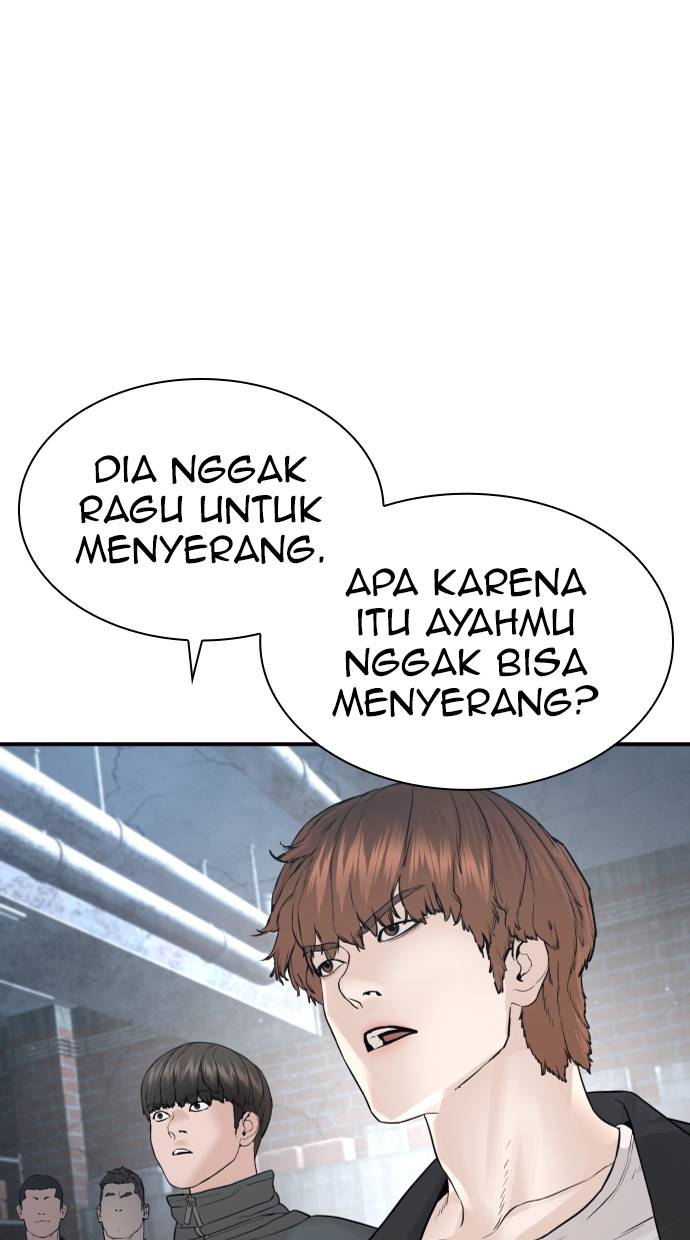 DIA NGGAK
RAGU UNTUK
MENYERANG.
APA KARENA
ITU AYAHMU
NGGAK BISA
MENYERANG?